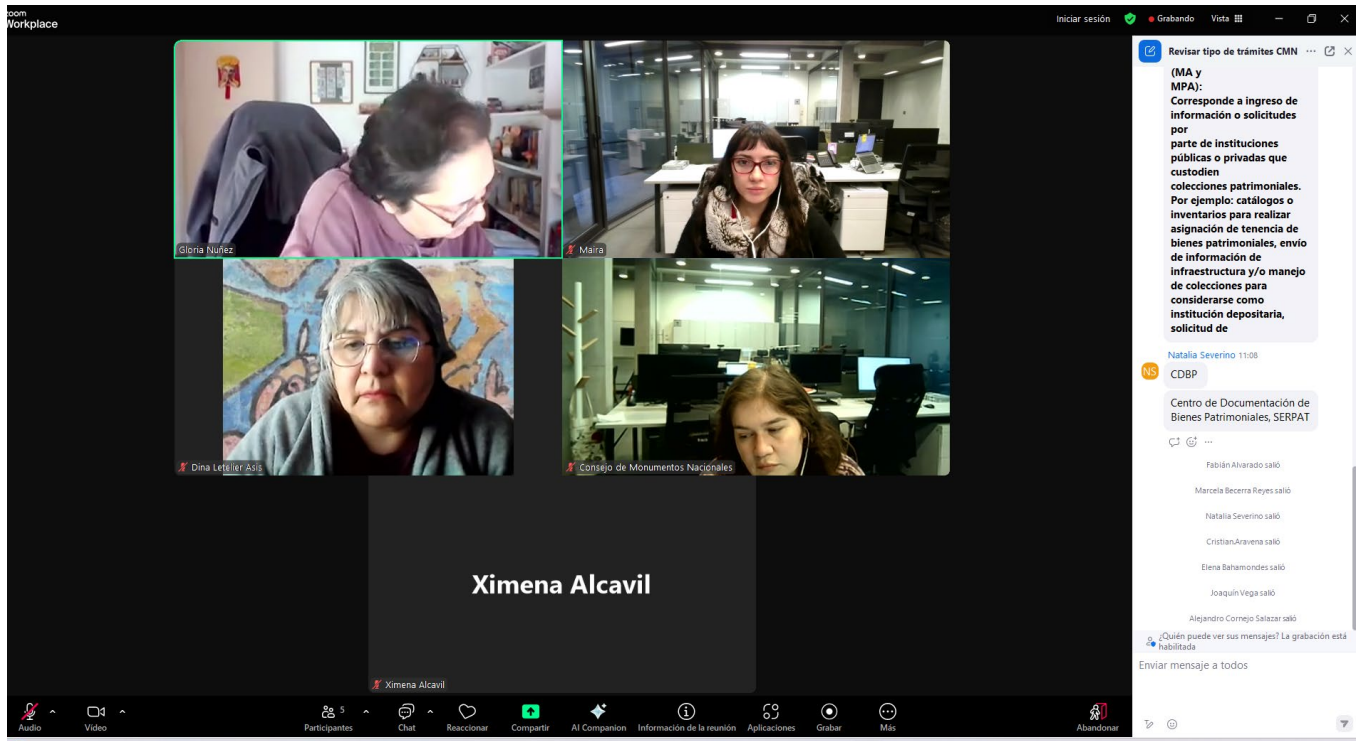 zoom
Workplace
Iniciar sesión
Grabando
Vista
Revisar tipo de trámites CMN
(MA y
MPA):
Corresponde a ingreso de
información o solicitudes
por
parte de instituciones
públicas o privadas que
custodien
colecciones patrimoniales.
Por ejemplo: catálogos o
inventarios para realizar
asignación de tenencia de
bienes patrimoniales, envío
de información de
infraestructura y/o manejo
de colecciones para
considerarse como
institución depositaria,
solicitud de
Natalia Severino 11:08
NS
CDBP
Centro de Documentación de
Bienes Patrimoniales, SERPAT
Fabián Alvarado salió
Marcela Becerra Reyes salió
Natalia Severino salió
Cristian.Aravena salió
Elena Bahamondes salió
Joaquín Vega salió
Alejandro Cornejo Salazar salió
¿Quién puede ver sus mensajes? La grabación está
habilitada
Enviar mensaje a todos
Gloria Nuñez
Maira
Dina Letelier Asis
Consejo de Monumentos Nacionales
Ximena Alcavil
Ximena Alcavil
Audio
Vídeo
5
Participantes
Chat
Reaccionar
Compartir
AI Companion
Información de la reunión
Aplicaciones
Grabar
Más
Abandonar